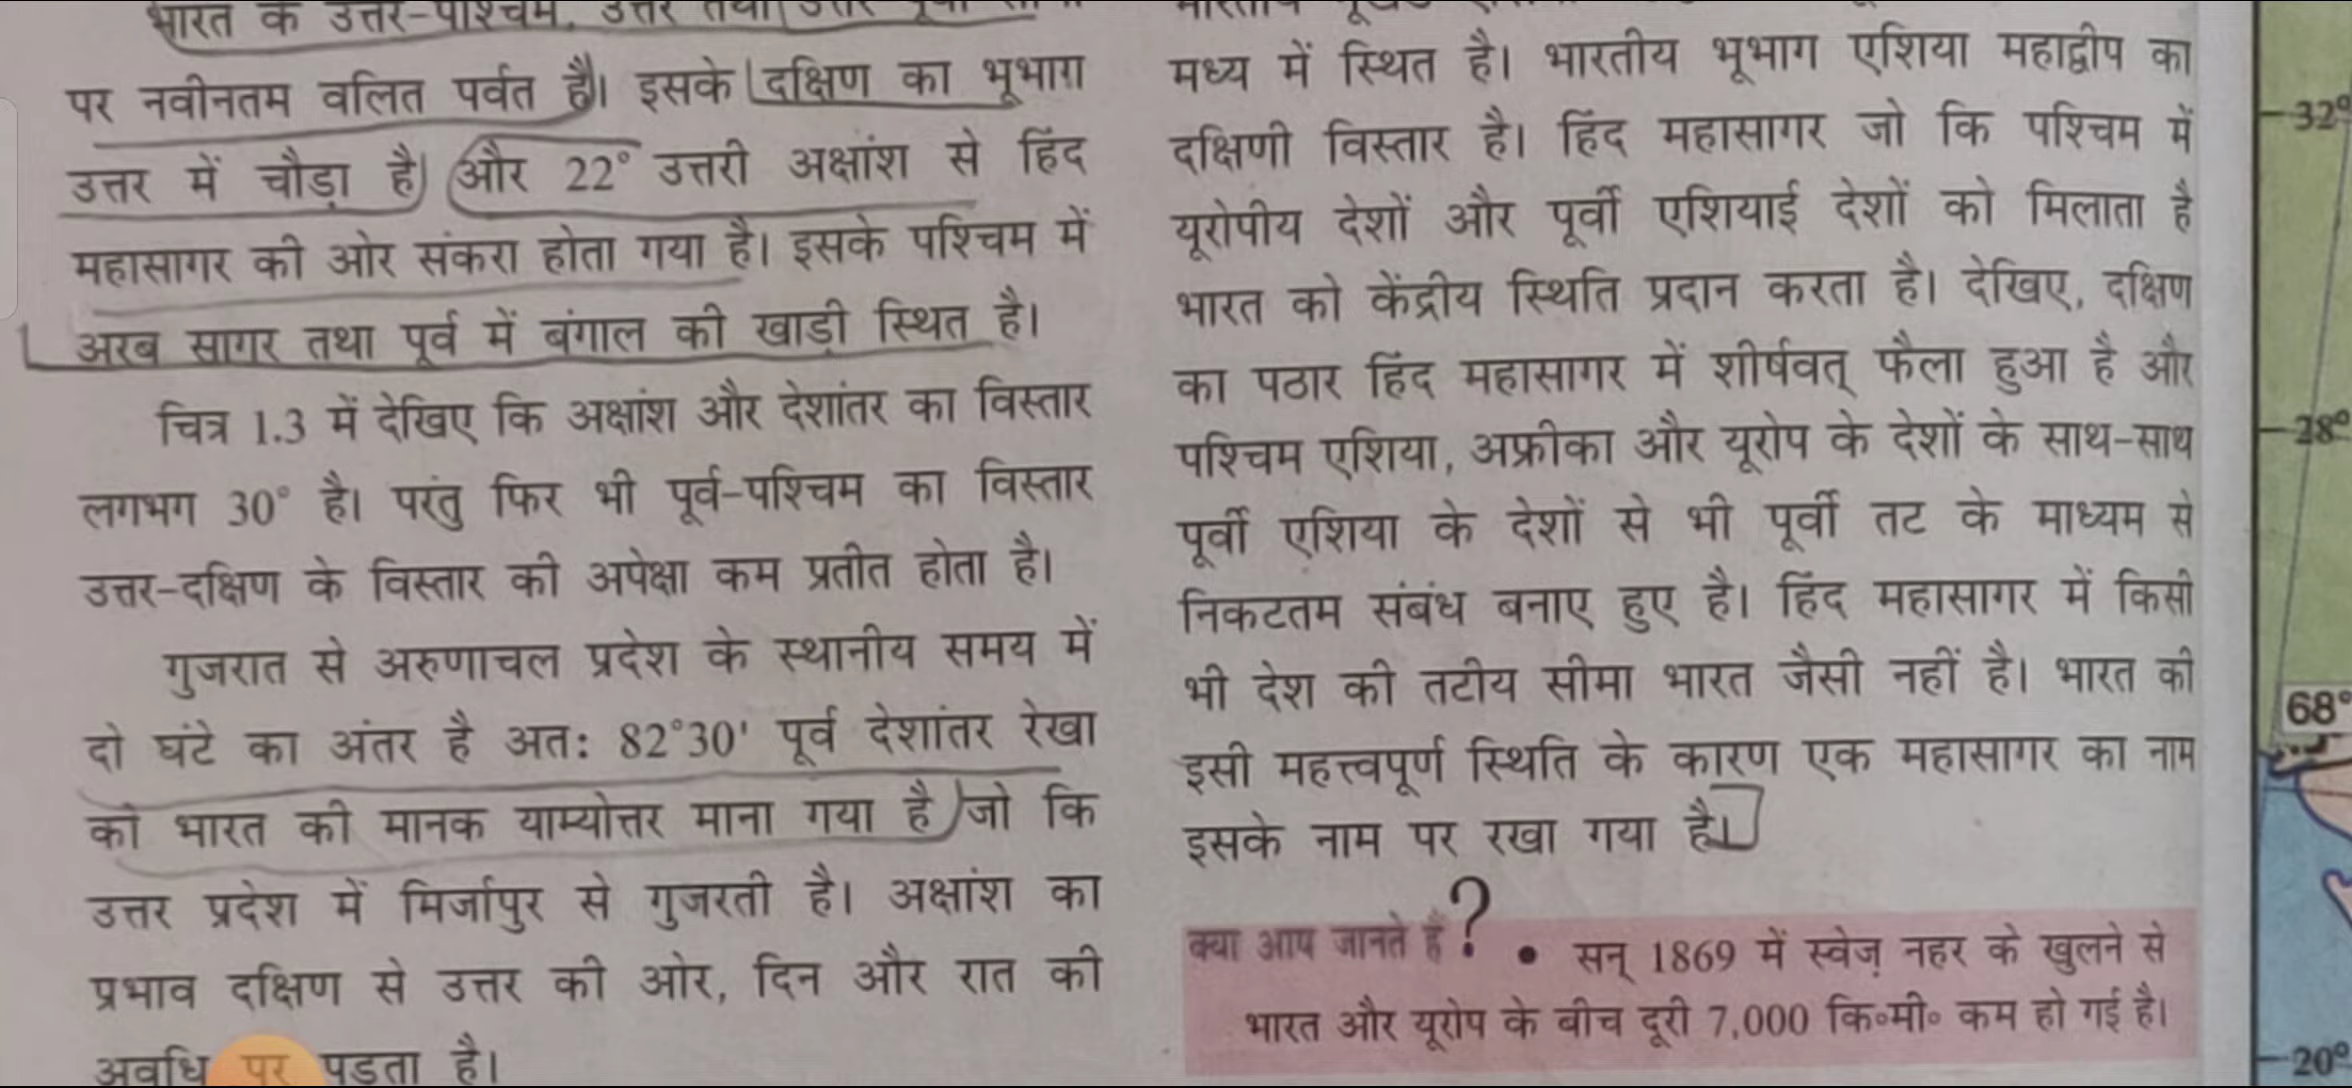 भारत के उत्तर-पश्चिम, उत्तर तथा उत्तर
पर नवीनतम वलित पर्वत हैं। इसके दक्षिण का भूभाग
उत्तर में चौड़ा है। और 22° उत्तरी अक्षांश से हिंद
महासागर की ओर संकरा होता गया है। इसके पश्चिम में
अरब सागर तथा पूर्व में बंगाल की खाड़ी स्थित है।
चित्र 1.3 में देखिए कि अक्षांश और देशांतर का विस्तार
लगभग 30° है। परंतु फिर भी पूर्व-पश्चिम का विस्तार
उत्तर-दक्षिण के विस्तार की अपेक्षा कम प्रतीत होता है।
गुजरात से अरुणाचल प्रदेश के स्थानीय समय में
दो घंटे का अंतर है अतः 82°30' पूर्व देशांतर रेखा
को भारत की मानक याम्योत्तर माना गया है जो कि
उत्तर प्रदेश में मिर्जापुर से गुजरती है। अक्षांश का
प्रभाव दक्षिण से उत्तर की ओर, दिन और रात की
अवधि पर पड़ता है।
मध्य में स्थित है। भारतीय भूभाग एशिया महाद्वीप का
दक्षिणी विस्तार है। हिंद महासागर जो कि पश्चिम में
यूरोपीय देशों और पूर्वी एशियाई देशों को मिलाता है
भारत को केंद्रीय स्थिति प्रदान करता है। देखिए, दक्षिण
का पठार हिंद महासागर में शीर्षवत् फैला हुआ है और
पश्चिम एशिया, अफ्रीका और यूरोप के देशों के साथ-साथ
पूर्वी एशिया के देशों से भी पूर्वी तट के माध्यम से
निकटतम संबंध बनाए हुए है। हिंद महासागर में किसी
भी देश की तटीय सीमा भारत जैसी नहीं है। भारत की
इसी महत्त्वपूर्ण स्थिति के कारण एक महासागर का नाम
इसके नाम पर रखा गया है।
क्या आप जानते हैं? • सन् 1869 में स्वेज़ नहर के खुलने से
भारत और यूरोप के बीच दूरी 7,000 कि॰मी॰ कम हो गई है।
32°
28°
68°
20°